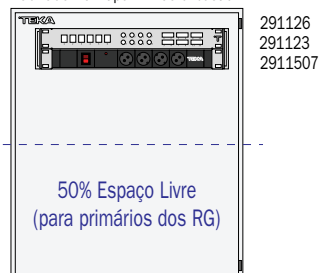 TEKA
291126
291123
2911507
TEKA
50% Espaço Livre
(para primários dos RG)